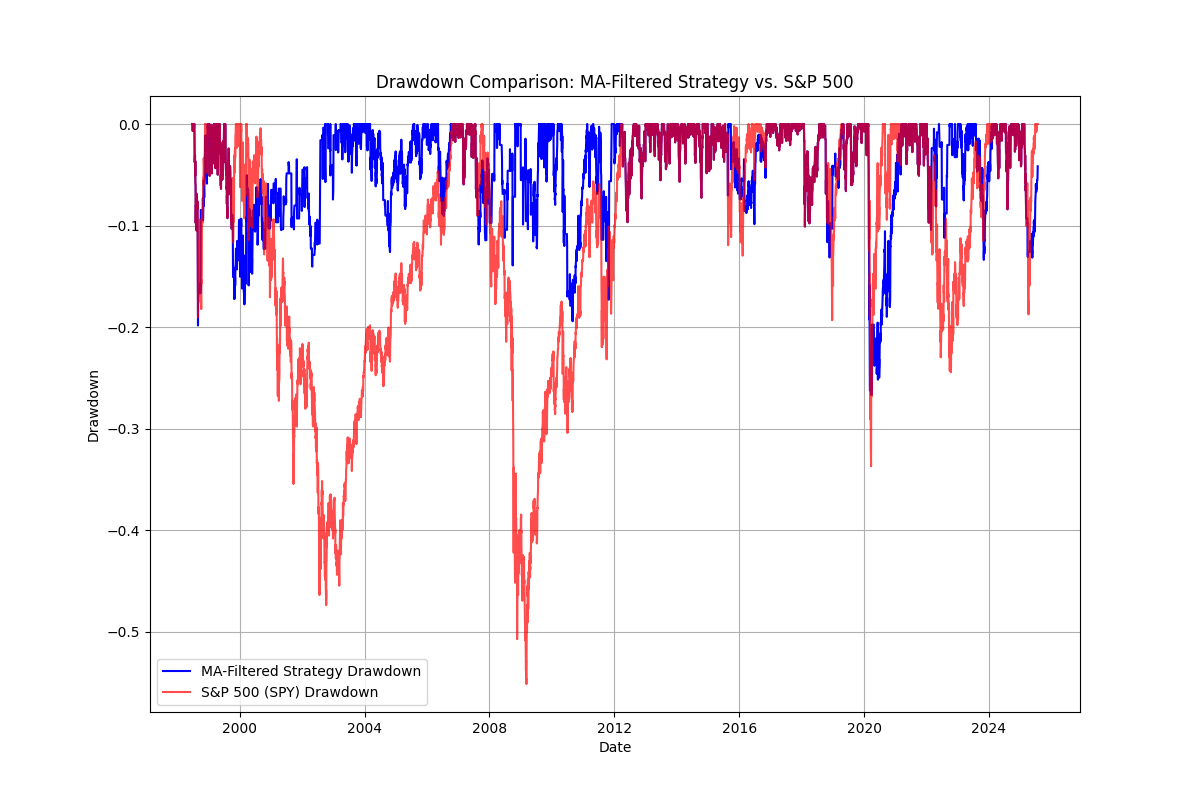 Drawdown Comparison: MA-Filtered Strategy vs. S&P 500
0.0
−0.1
−0.2
−0.3
−0.4
−0.5
Drawdown
MA-Filtered Strategy Drawdown
S&P 500 (SPY) Drawdown
2000 2004 2008 2012 2016 2020 2024
Date